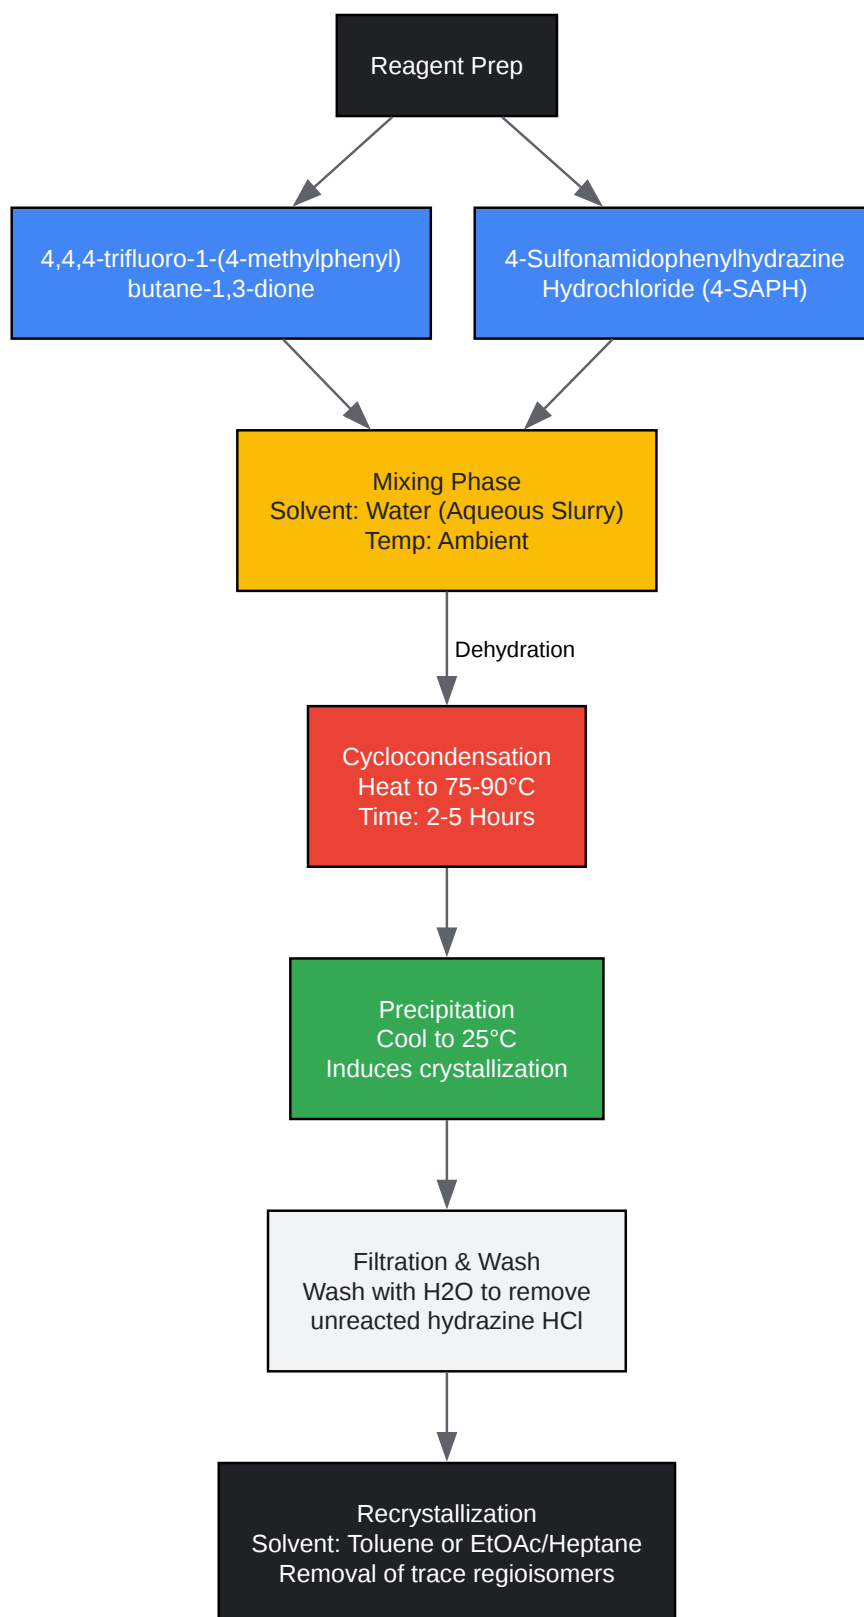 Reagent Prep
4,4,4-trifluoro-1-(4-methylphenyl)
butane-1,3-dione
4-Sulfonamidophenylhydrazine
Hydrochloride (4-SAPH)
Mixing Phase
Solvent: Water (Aqueous Slurry)
Temp: Ambient
Dehydration
Cyclocondensation
Heat to 75-90°C
Time: 2-5 Hours
Precipitation
Cool to 25°C
Induces crystallization
Filtration & Wash
Wash with H2O to remove
unreacted hydrazine HCl
Recrystallization
Solvent: Toluene or EtOAc/Heptane
Removal of trace regioisomers